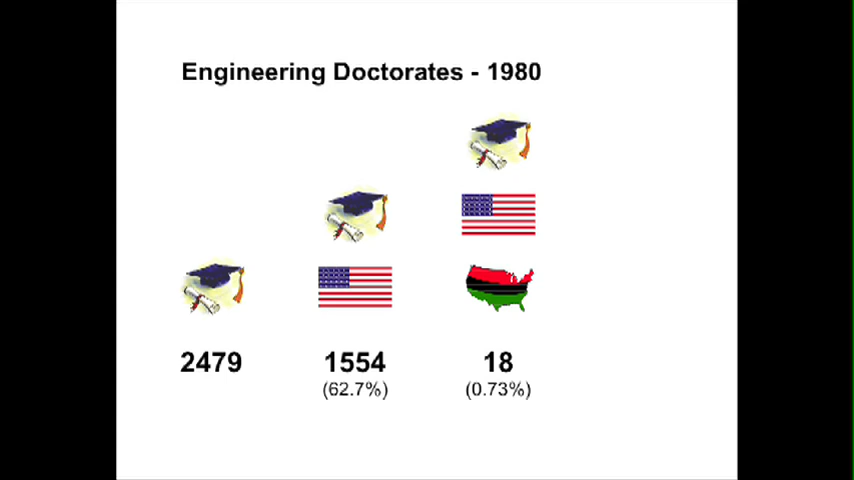 Engineering Doctorates - 1980
2479 1554 18
(62.7%) (0.73%)